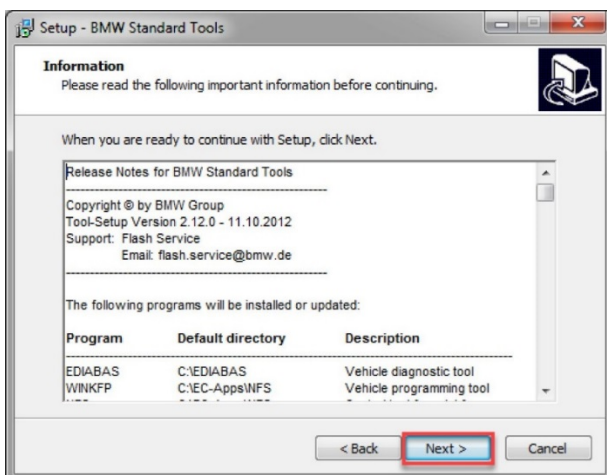 Setup - BMW Standard Tools
Information
Please read the following important information before continuing.
When you are ready to continue with Setup, click Next.
Release Notes for BMW Standard Tools
Copyright © by BMW Group
Tool-Setup Version 2.12.0 - 11.10.2012
Support: Flash Service
Email: flash.service@bmw.de
The following programs will be installed or updated:
Program Default directory Description
EDIABAS C:\EDIABAS Vehicle diagnostic tool
WINKFP C:\EC-Apps\NFS Vehicle programming tool
< Back Next > Cancel